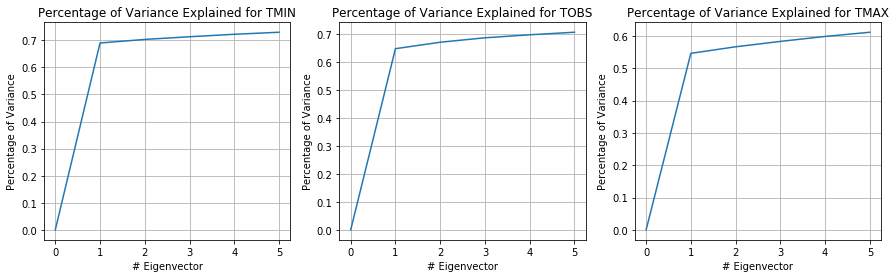 Percentage of Variance Explained for TMIN
Percentage of Variance
0.7
0.6
0.5
0.4
0.3
0.2
0.1
0.0
0 1 2 3 4 5
# Eigenvector
Percentage of Variance Explained for TOBS
Percentage of Variance
0.7
0.6
0.5
0.4
0.3
0.2
0.1
0.0
0 1 2 3 4 5
# Eigenvector
Percentage of Variance Explained for TMAX
Percentage of Variance
0.6
0.5
0.4
0.3
0.2
0.1
0.0
0 1 2 3 4 5
# Eigenvector